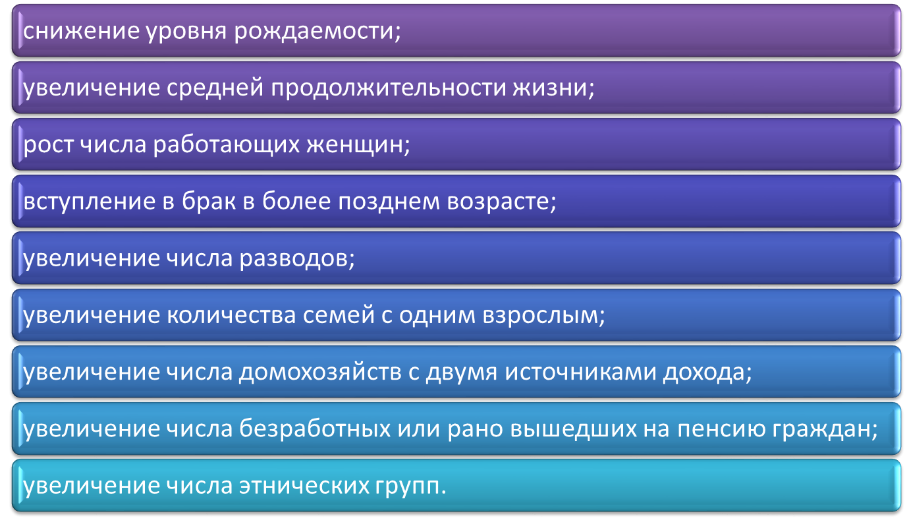 снижение уровня рождаемости;
увеличение средней продолжительности жизни;
рост числа работающих женщин;
вступление в брак в более позднем возрасте;
увеличение числа разводов;
увеличение количества семей с одним взрослым;
увеличение числа домохозяйств с двумя источниками дохода;
увеличение числа безработных или рано вышедших на пенсию граждан;
увеличение числа этнических групп.